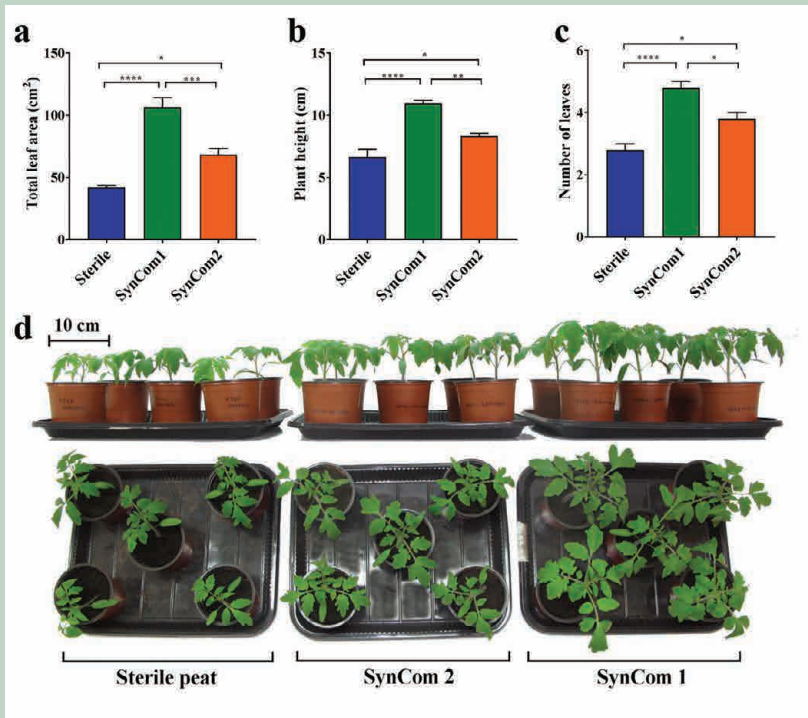 a
Total leaf area (cm²)
150
100
50
0
*
**** ***
Sterile
SynCom1
SynCom2
b
Plant height (cm)
15
10
5
0
*
**** **
Sterile
SynCom1
SynCom2
c
Number of leaves
6
4
2
0
*
**** *
Sterile
SynCom1
SynCom2
d
10 cm
Sterile peat SynCom 2 SynCom 1